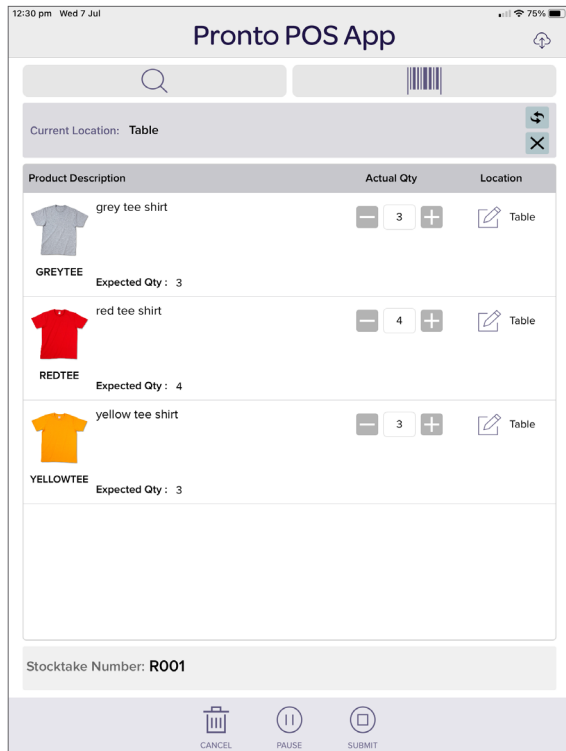 12:30 pm Wed 7 Jul 75%
Pronto POS App
Current Location: Table
Product Description Actual Qty Location
grey tee shirt 3 Table
GREYTEE
Expected Qty : 3
red tee shirt 4 Table
REDTEE
Expected Qty : 4
yellow tee shirt 3 Table
YELLOWTEE
Expected Qty : 3
Stocktake Number: R001
CANCEL PAUSE SUBMIT